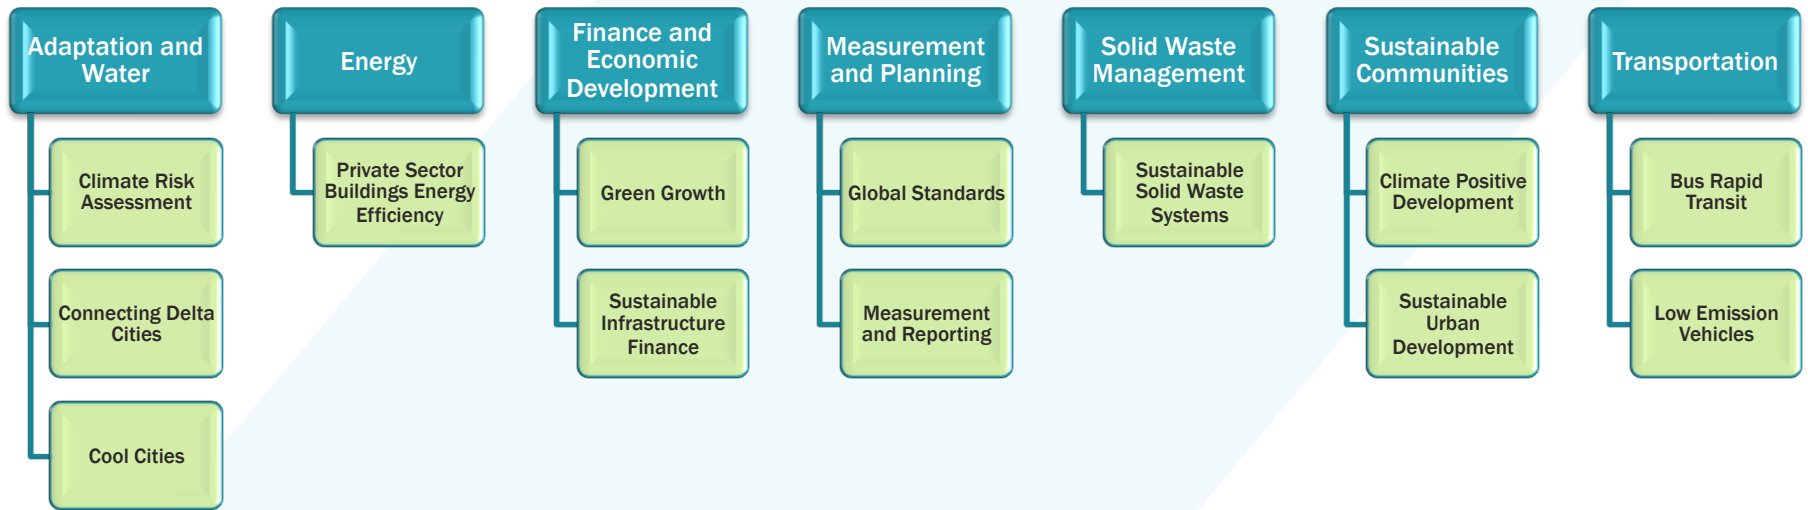 Adaptation and
Water
Climate Risk
Assessment
Connecting Delta
Cities
Cool Cities
Energy
Private Sector
Buildings Energy
Efficiency
Finance and
Economic
Development
Green Growth
Sustainable
Infrastructure
Finance
Measurement
and Planning
Global Standards
Measurement
and Reporting
Solid Waste
Management
Sustainable
Solid Waste
Systems
Sustainable
Communities
Climate Positive
Development
Sustainable
Urban
Development
Transportation
Bus Rapid
Transit
Low Emission
Vehicles